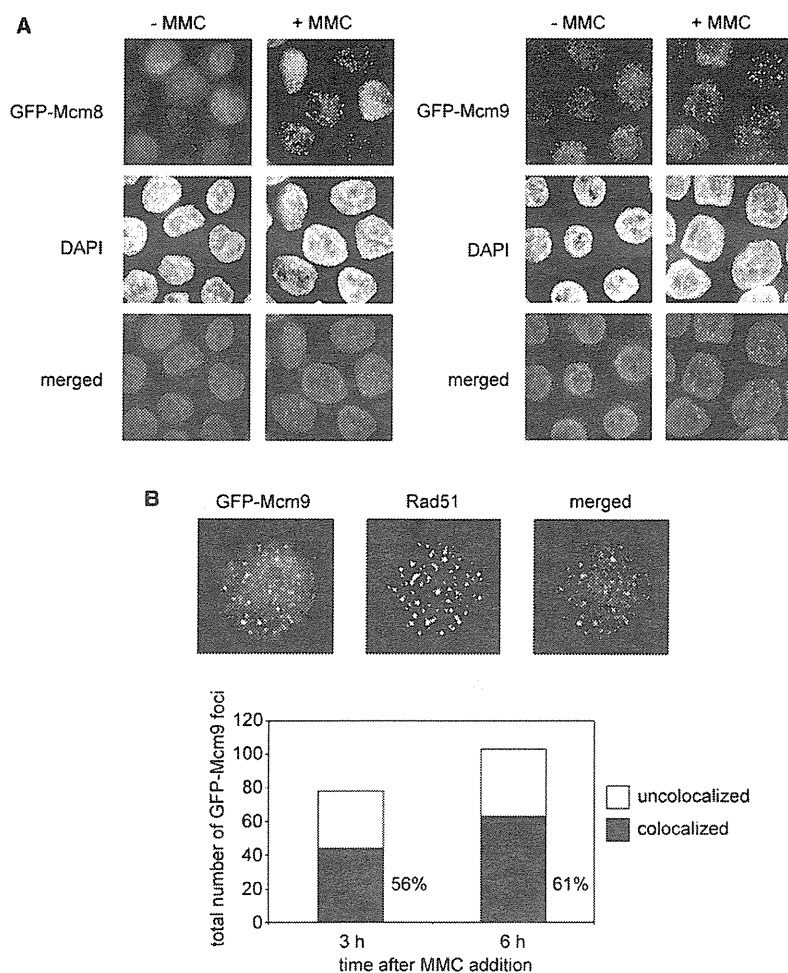 A
- MMC + MMC - MMC + MMC
GFP-Mcm8 GFP-Mcm9
DAPI DAPI
merged merged
B
GFP-Mcm9 Rad51 merged
total number of GFP-Mcm9 foci
120
100
80
60
40
20
0
56%
61%
uncolocalized
colocalized
3 h 6 h
time after MMC addition